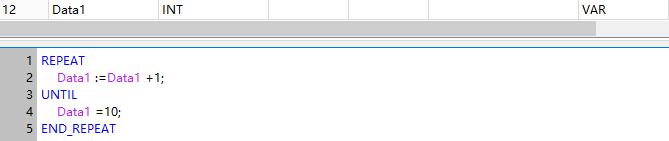 12 Data1 INT VAR
1 REPEAT
2 Data1 :=Data1 +1;
3 UNTIL
4 Data1 =10;
5 END_REPEAT